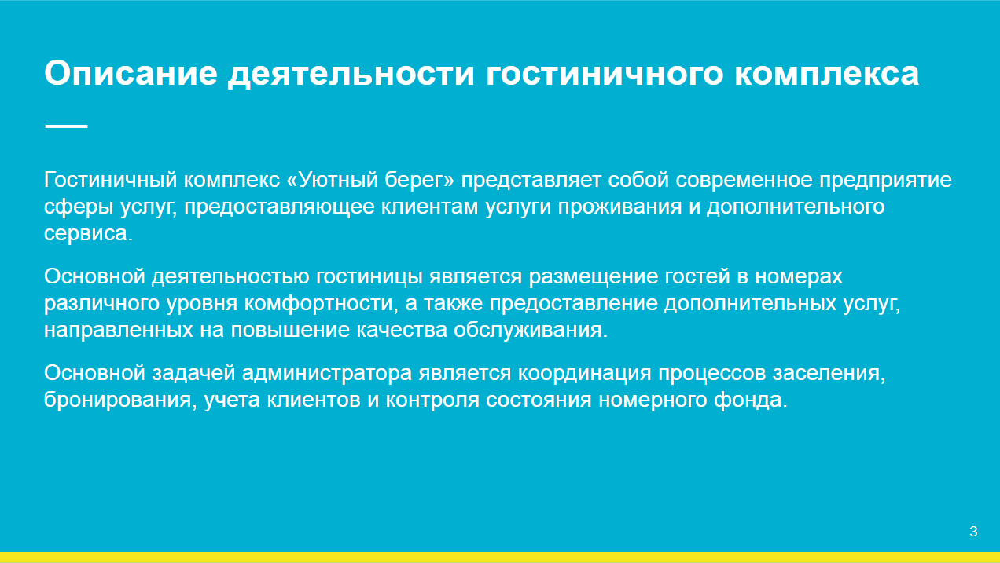 Описание деятельности гостиничного комплекса
Гостиничный комплекс «Уютный берег» представляет собой современное предприятие
сферы услуг, предоставляющее клиентам услуги проживания и дополнительного
сервиса.
Основной деятельностью гостиницы является размещение гостей в номерах
различного уровня комфортности, а также предоставление дополнительных услуг,
направленных на повышение качества обслуживания.
Основной задачей администратора является координация процессов заселения,
бронирования, учета клиентов и контроля состояния номерного фонда.
3